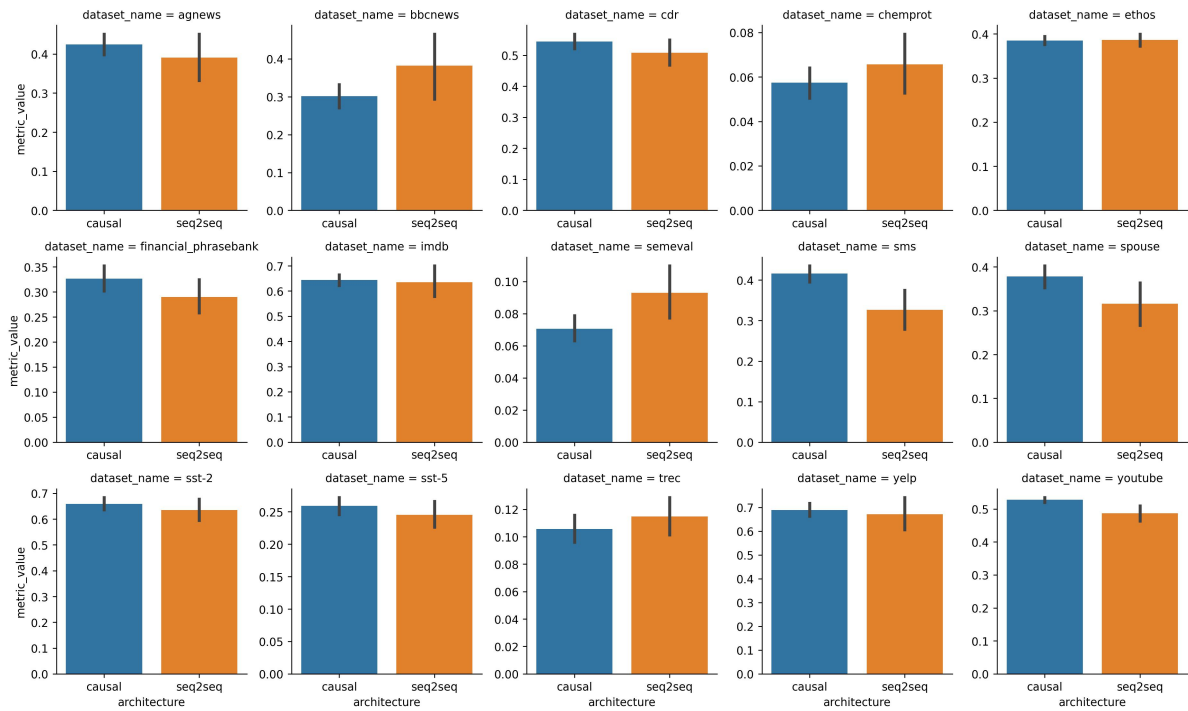 dataset_name = agnews
metric_value
0.4
0.3
0.2
0.1
0.0
causal seq2seq
dataset_name = bbcnews
0.4
0.3
0.2
0.1
0.0
causal seq2seq
dataset_name = cdr
0.5
0.4
0.3
0.2
0.1
0.0
causal seq2seq
dataset_name = chemprot
0.08
0.06
0.04
0.02
0.00
causal seq2seq
dataset_name = ethos
0.4
0.3
0.2
0.1
0.0
causal seq2seq
dataset_name = financial_phrasebank
metric_value
0.35
0.30
0.25
0.20
0.15
0.10
0.05
0.00
causal seq2seq
dataset_name = imdb
0.7
0.6
0.5
0.4
0.3
0.2
0.1
0.0
causal seq2seq
dataset_name = semeval
0.10
0.08
0.06
0.04
0.02
0.00
causal seq2seq
dataset_name = sms
0.4
0.3
0.2
0.1
0.0
causal seq2seq
dataset_name = spouse
0.4
0.3
0.2
0.1
0.0
causal seq2seq
dataset_name = sst-2
metric_value
0.7
0.6
0.5
0.4
0.3
0.2
0.1
0.0
causal seq2seq
architecture
dataset_name = sst-5
0.25
0.20
0.15
0.10
0.05
0.00
causal seq2seq
architecture
dataset_name = trec
0.12
0.10
0.08
0.06
0.04
0.02
0.00
causal seq2seq
architecture
dataset_name = yelp
0.7
0.6
0.5
0.4
0.3
0.2
0.1
0.0
causal seq2seq
architecture
dataset_name = youtube
0.5
0.4
0.3
0.2
0.1
0.0
causal seq2seq
architecture